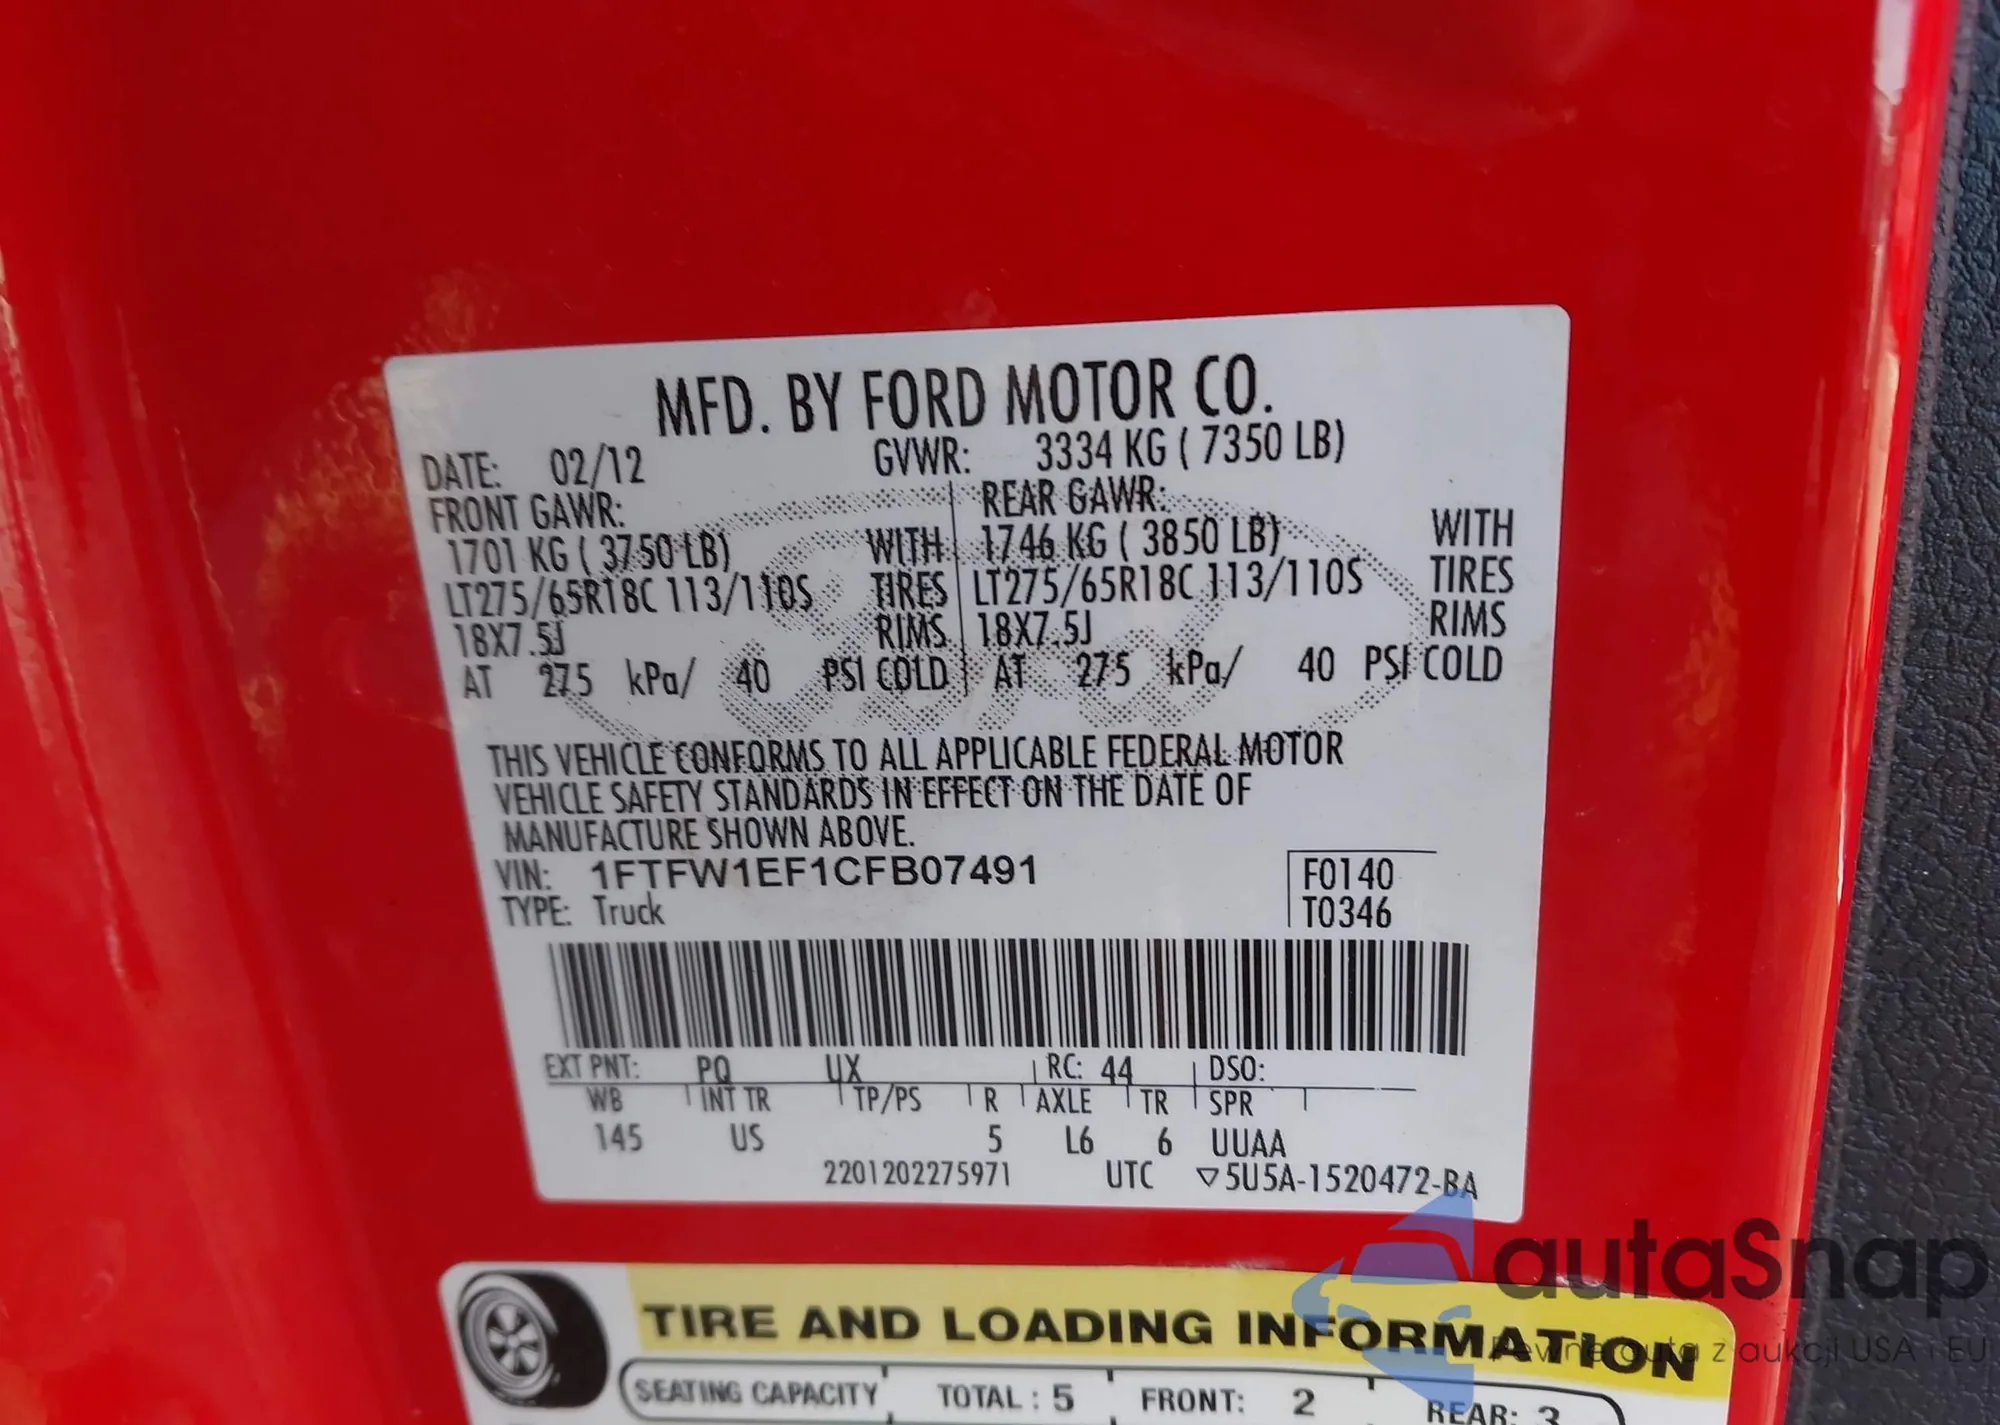 MFD. BY FORD MOTOR CO.
DATE: 02/12 GVWR: 3334 KG ( 7350 LB)
FRONT GAWR: REAR GAWR:
1701 KG ( 3750 LB) WITH 1746 KG ( 3850 LB) WITH
LT275/65R18C 113/110S TIRES LT275/65R18C 113/110S TIRES
18X7.5J RIMS 18X7.5J RIMS
AT 275 kPa/ 40 PSI COLD AT 275 kPa/ 40 PSI COLD
THIS VEHICLE CONFORMS TO ALL APPLICABLE FEDERAL MOTOR
VEHICLE SAFETY STANDARDS IN EFFECT ON THE DATE OF
MANUFACTURE SHOWN ABOVE.
VIN: 1FTFW1EF1CFB07491 F0140
TYPE: Truck T0346
EXT PNT: PQ UX RC: 44 DSO:
WB INT TR TP/PS R AXLE TR SPR
145 US 5 L6 6 UUAA
2201202275971 UTC ▽5U5A-1520472-BA
autaSnap
Pewne auta z aukcji USA i EU
TIRE AND LOADING INFORMATION
SEATING CAPACITY TOTAL : 5 FRONT: 2 REAR: 3